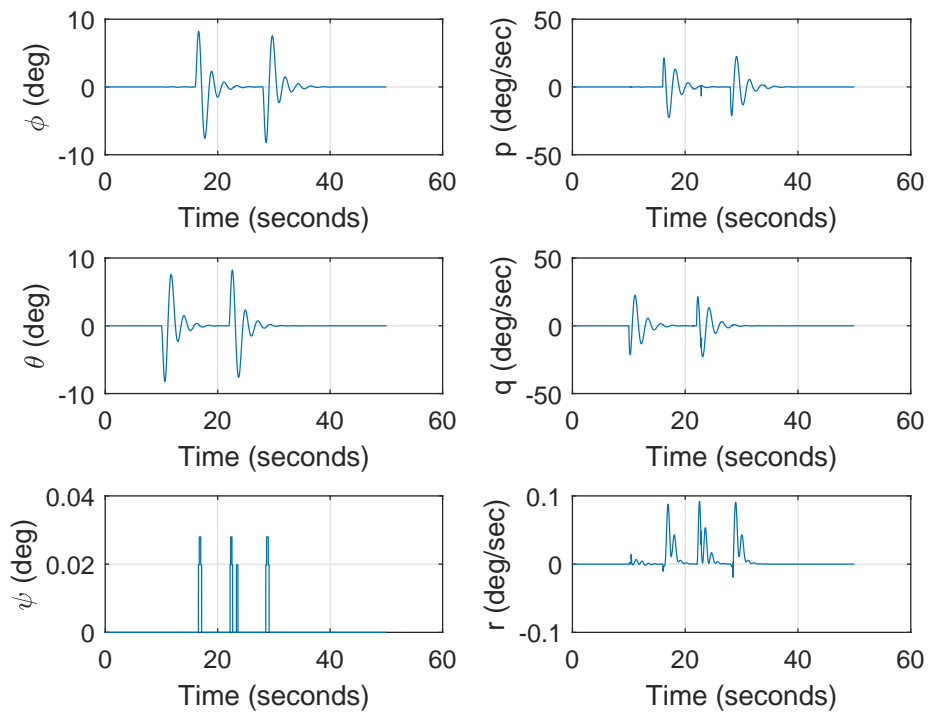 10
0
-10
ϕ (deg)
0 20 40 60
Time (seconds)
50
0
-50
p (deg/sec)
0 20 40 60
Time (seconds)
10
0
-10
θ (deg)
0 20 40 60
Time (seconds)
50
0
-50
q (deg/sec)
0 20 40 60
Time (seconds)
0.04
0.02
0
ψ (deg)
0 20 40 60
Time (seconds)
0.1
0
-0.1
r (deg/sec)
0 20 40 60
Time (seconds)